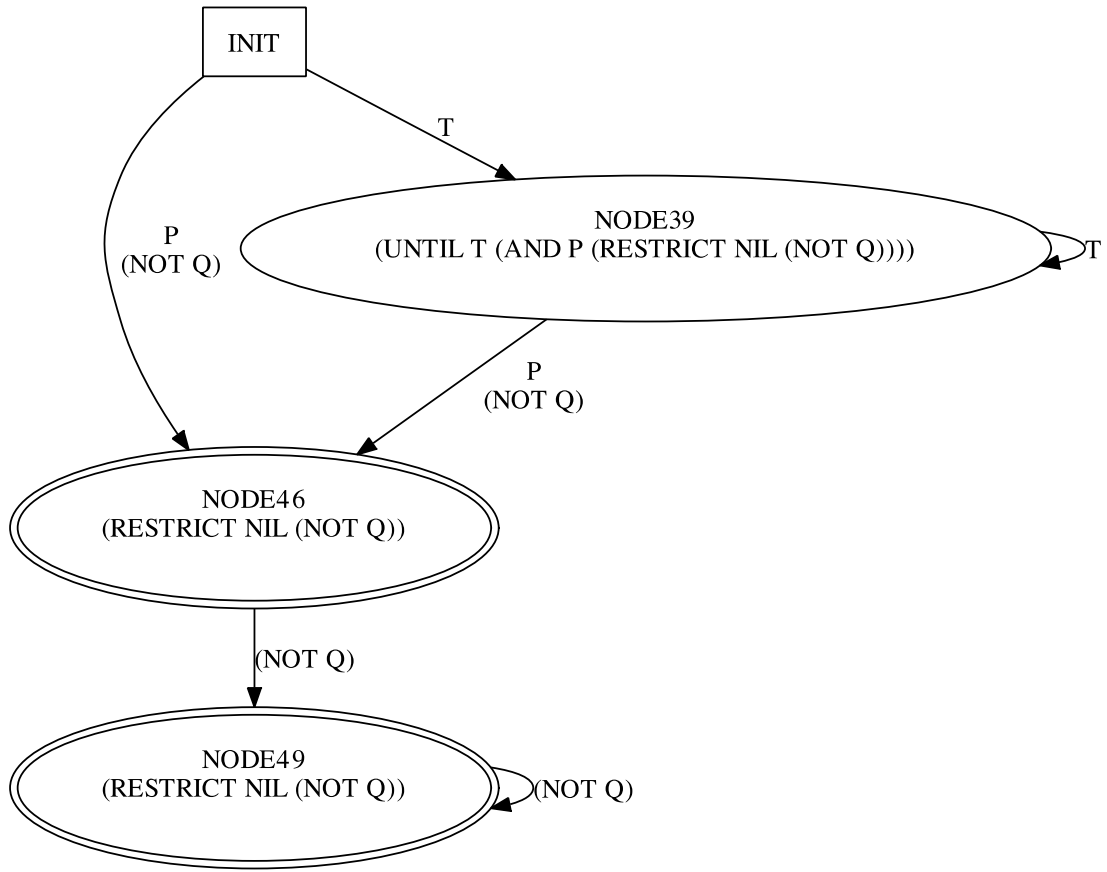 INIT
T
P
(NOT Q)
NODE39
(UNTIL T (AND P (RESTRICT NIL (NOT Q))))
T
P
(NOT Q)
NODE46
(RESTRICT NIL (NOT Q))
(NOT Q)
NODE49
(RESTRICT NIL (NOT Q))
(NOT Q)